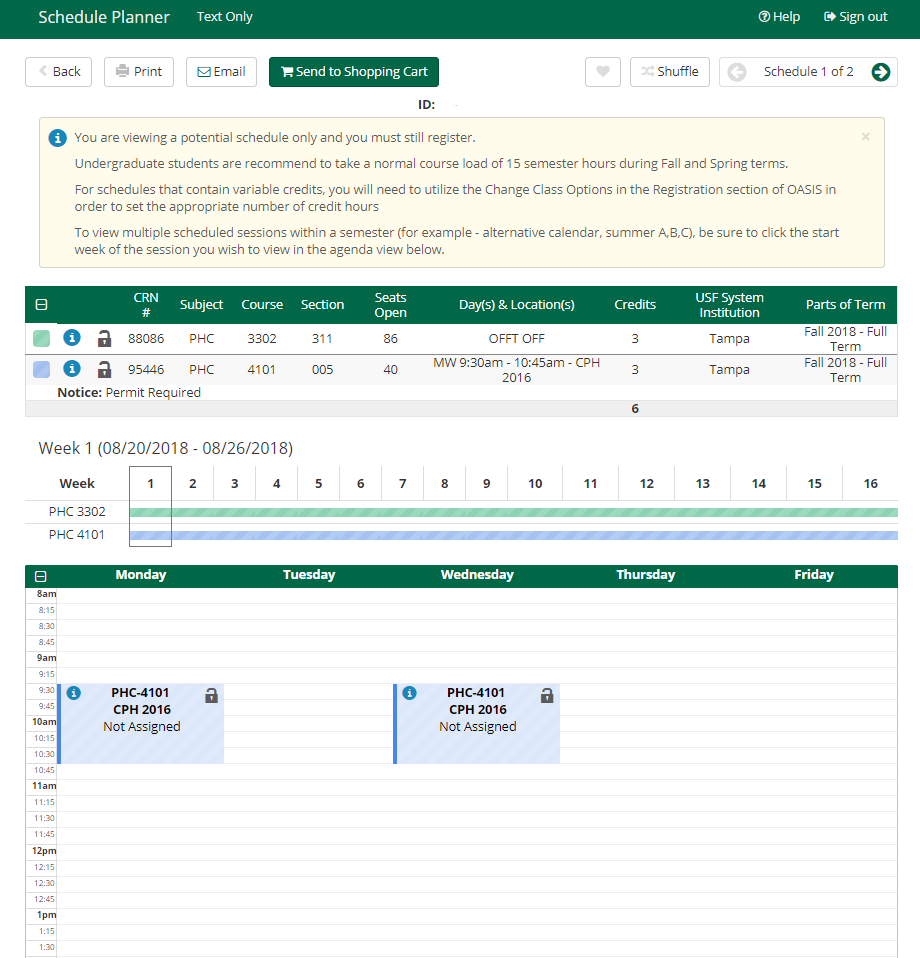 Schedule Planner Text Only Help Sign out
Back Print Email Send to Shopping Cart Shuffle Schedule 1 of 2
ID:
You are viewing a potential schedule only and you must still register.
Undergraduate students are recommend to take a normal course load of 15 semester hours during Fall and Spring terms.
For schedules that contain variable credits, you will need to utilize the Change Class Options in the Registration section of OASIS in
order to set the appropriate number of credit hours
To view multiple scheduled sessions within a semester (for example - alternative calendar, summer A,B,C), be sure to click the start
week of the session you wish to view in the agenda view below.
CRN # Subject Course Section Seats Open Day(s) & Location(s) Credits USF System Institution Parts of Term
88086 PHC 3302 311 86 OFFT OFF 3 Tampa Fall 2018 - Full Term
95446 PHC 4101 005 40 MW 9:30am - 10:45am - CPH 2016 3 Tampa Fall 2018 - Full Term
Notice: Permit Required
6
Week 1 (08/20/2018 - 08/26/2018)
Week 1 2 3 4 5 6 7 8 9 10 11 12 13 14 15 16
PHC 3302
PHC 4101
Monday Tuesday Wednesday Thursday Friday
8am
8:15
8:30
8:45
9am
9:15
9:30 PHC-4101 PHC-4101
9:45 CPH 2016 CPH 2016
10am Not Assigned Not Assigned
10:15
10:30
10:45
11am
11:15
11:30
11:45
12pm
12:15
12:30
12:45
1pm
1:15
1:30